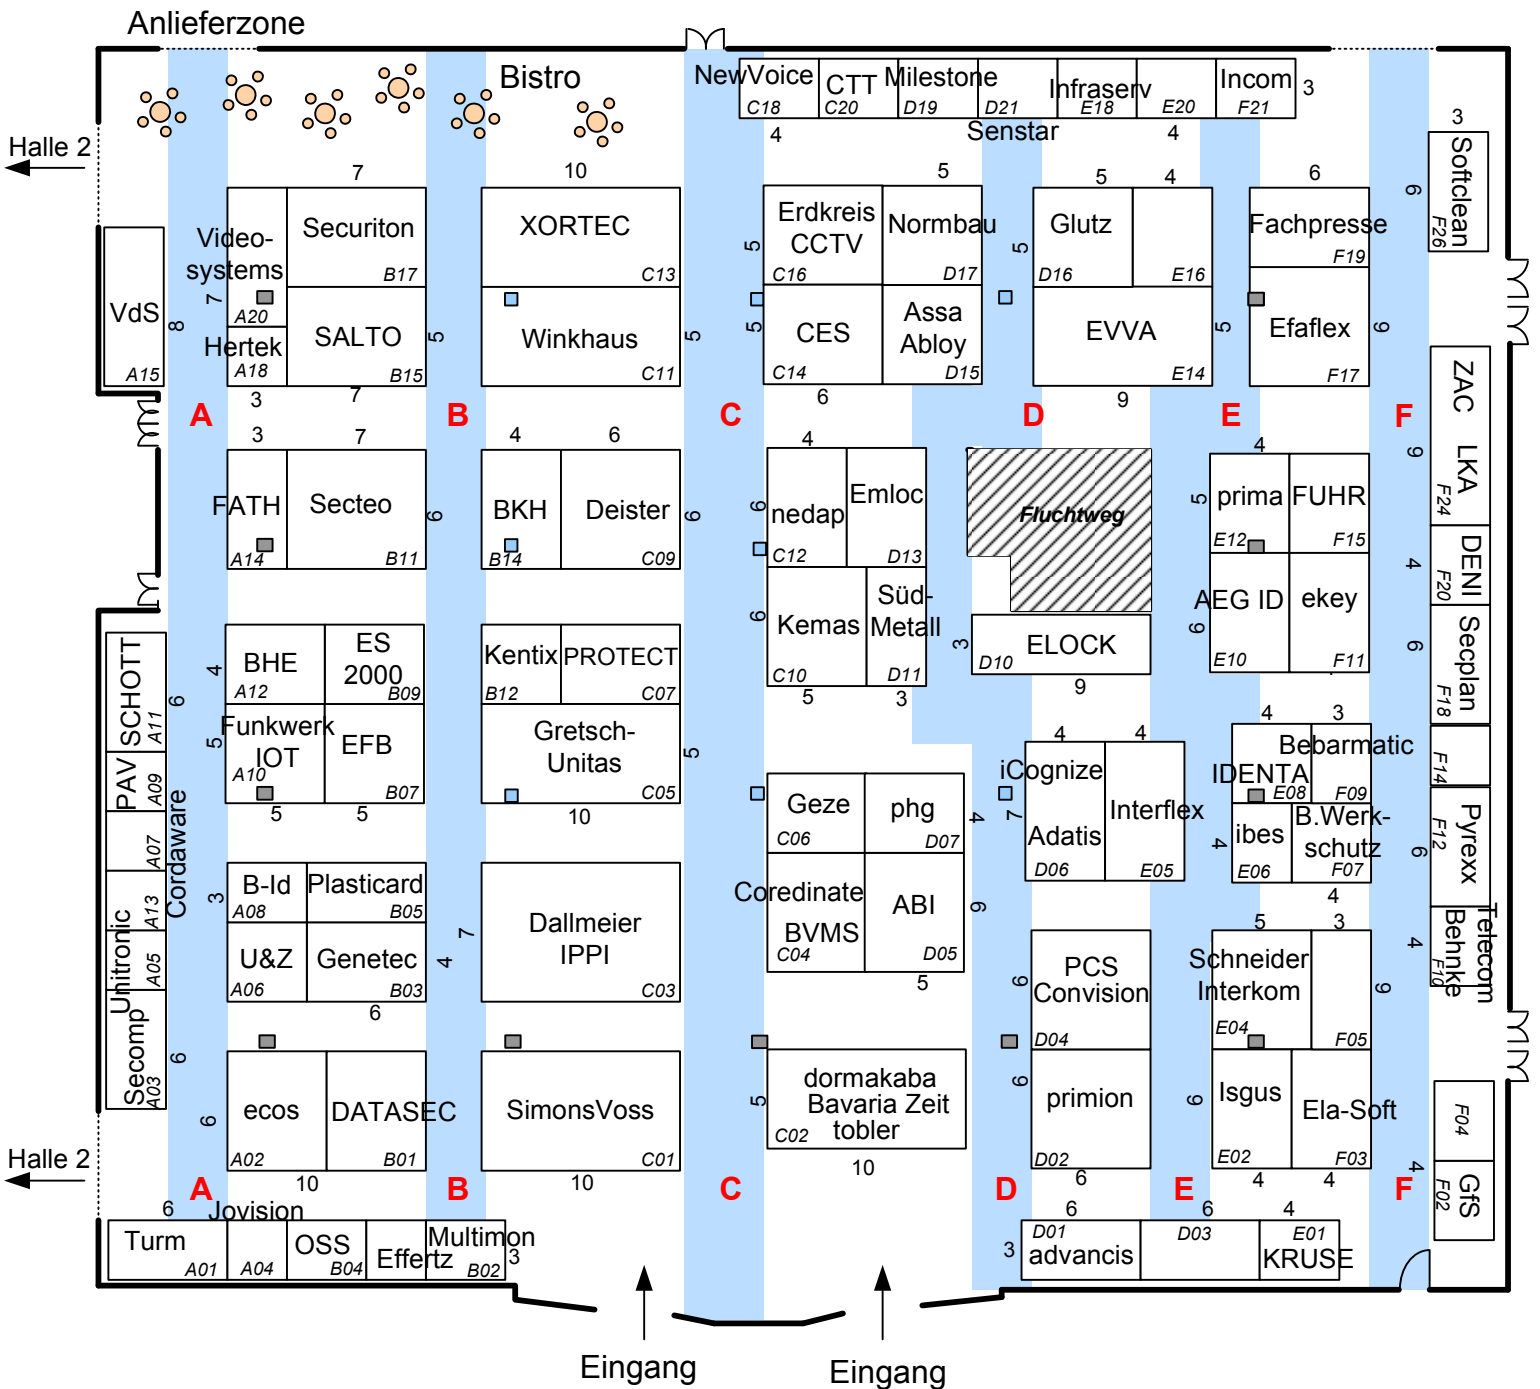 Anlieferzone
Bistro
NewVoice
C18
CTT
C20
Milestone
D19
D21
Senstar
Infraserv
E18
E20
Incom
F21
3
4
4
3
Softclean
F26
6
Halle 2
7
10
5
5
4
6
VdS
A15
8
Video-
systems
A20
7
Securiton
B17
Hertek
A18
3
SALTO
B15
7
5
XORTEC
C13
Winkhaus
C11
5
Erdkreis
CCTV
C16
5
Normbau
D17
CES
C14
5
6
Assa
Abloy
D15
Glutz
D16
5
E16
EVVA
E14
9
5
Fachpresse
F19
Efaflex
F17
6
A
B
C
D
E
F
ZAC
LKA
F24
9
3
7
4
6
4
4
FATH
A14
Secteo
B11
6
BKH
B14
Deister
C09
6
nedap
C12
6
Emloc
D13
Fluchtweg
prima
E12
5
FUHR
F15
DENI
F20
4
Kemas
C10
6
5
Süd-
Metall
D11
3
ELOCK
D10
3
9
AEG ID
E10
6
ekey
F11
Secplan
F18
6
SCHOTT
A11
6
BHE
A12
4
ES
2000
B09
Kentix
B12
PROTECT
C07
Funkwerk
IOT
A10
5
5
EFB
B07
5
Gretsch-
Unitas
C05
5
10
PAV
A09
A07
Cordaware
A13
Unitronic
A05
Secomp
A03
6
Geze
C06
phg
D07
4
iCognize
Adatis
D06
4
7
Interflex
E05
4
IDENTA
E08
4
Bebarmatic
F09
3
F14
ibes
E06
4
B.Werk-
schutz
F07
4
Pyrexx
F12
6
B-Id
A08
3
Plasticard
B05
U&Z
A06
Genetec
B03
6
4
Dallmeier
IPPI
C03
7
Coredinate
BVMS
C04
ABI
D05
6
5
PCS
Convision
D04
6
Schneider
Interkom
E04
5
3
F05
6
Telecom
Behnke
F10
4
ecos
A02
6
DATASEC
B01
10
SimonsVoss
C01
10
dormakaba
Bavaria Zeit
tobler
C02
5
10
primion
D02
6
6
Isgus
E02
6
4
Ela-Soft
F03
4
F04
GfS
F02
4
Halle 2
A
B
C
D
E
F
6
Jovision
Turm
A01
A04
OSS
B04
Effertz
Multimon
B02
3
6
6
4
3
D01
advancis
D03
E01
KRUSE
Eingang
Eingang